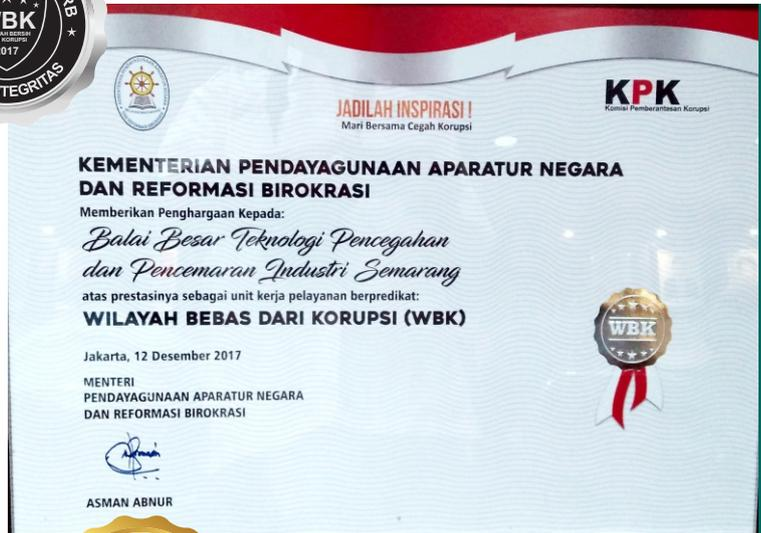 WBK
2017
INTEGRITAS
JADILAH INSPIRASI !
Mari Bersama Cegah Korupsi
KPK
Komisi Pemberantasan Korupsi
KEMENTERIAN PENDAYAGUNAAN APARATUR NEGARA
DAN REFORMASI BIROKRASI
Memberikan Penghargaan Kepada:
Balai Besar Teknologi Pencegahan
dan Pencemaran Industri Semarang
atas prestasinya sebagai unit kerja pelayanan berpredikat:
WILAYAH BEBAS DARI KORUPSI (WBK)
WBK
Jakarta, 12 Desember 2017
MENTERI
PENDAYAGUNAAN APARATUR NEGARA
DAN REFORMASI BIROKRASI
ASMAN ABNUR